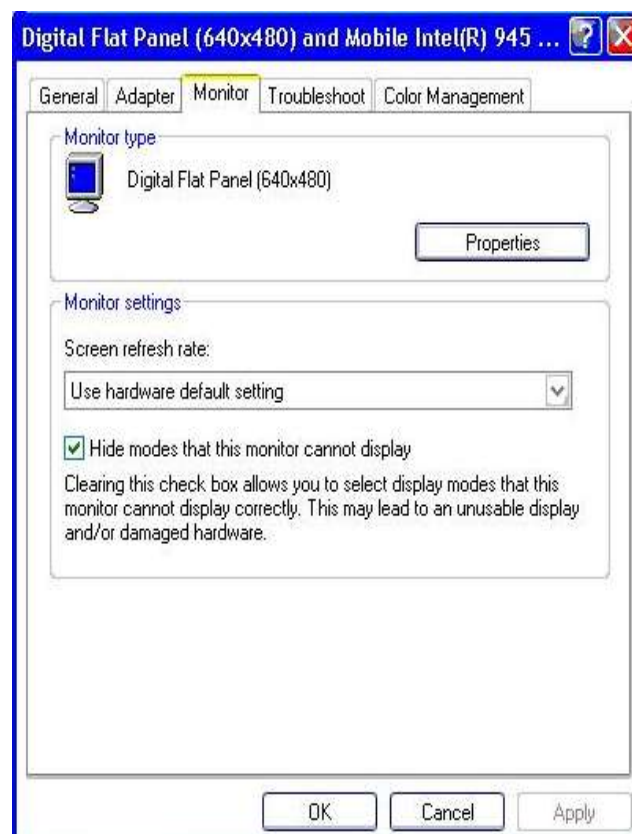 Digital Flat Panel (640x480) and Mobile Intel(R) 945 ...
General Adapter Monitor Troubleshoot Color Management
Monitor type
Digital Flat Panel (640x480)
Properties
Monitor settings
Screen refresh rate:
Use hardware default setting
Hide modes that this monitor cannot display
Clearing this check box allows you to select display modes that this
monitor cannot display correctly. This may lead to an unusable display
and/or damaged hardware.
OK Cancel Apply